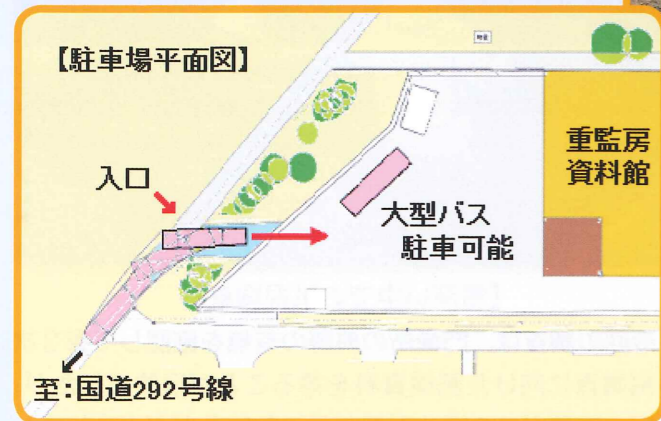 【駐車場平面図】
入口
重監房
資料館
大型バス
駐車可能
至:国道292号線